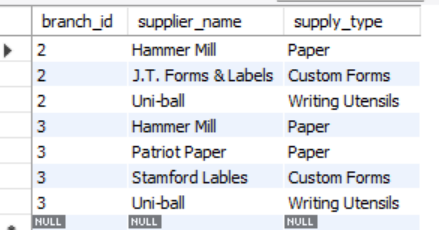 branch_id supplier_name supply_type
2 Hammer Mill Paper
2 J.T. Forms & Labels Custom Forms
2 Uni-ball Writing Utensils
3 Hammer Mill Paper
3 Patriot Paper Paper
3 Stamford Lables Custom Forms
3 Uni-ball Writing Utensils
NULL NULL NULL